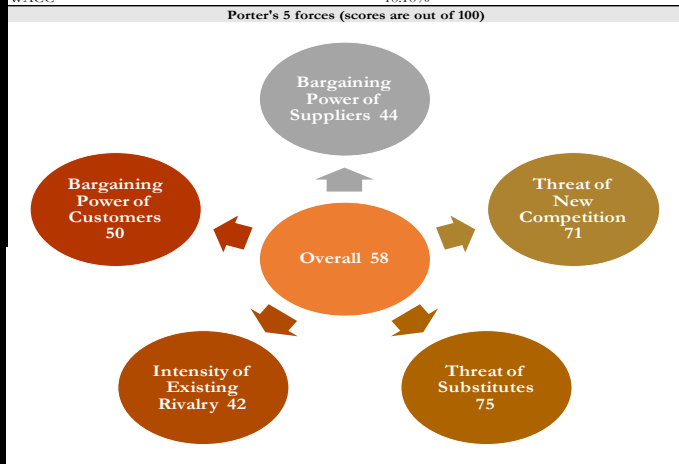 Porter's 5 forces (scores are out of 100)
Bargaining
Power of
Suppliers 44
Bargaining
Power of
Customers
50
Threat of
New
Competition
71
Overall 58
Intensity of
Existing
Rivalry 42
Threat of
Substitutes
75